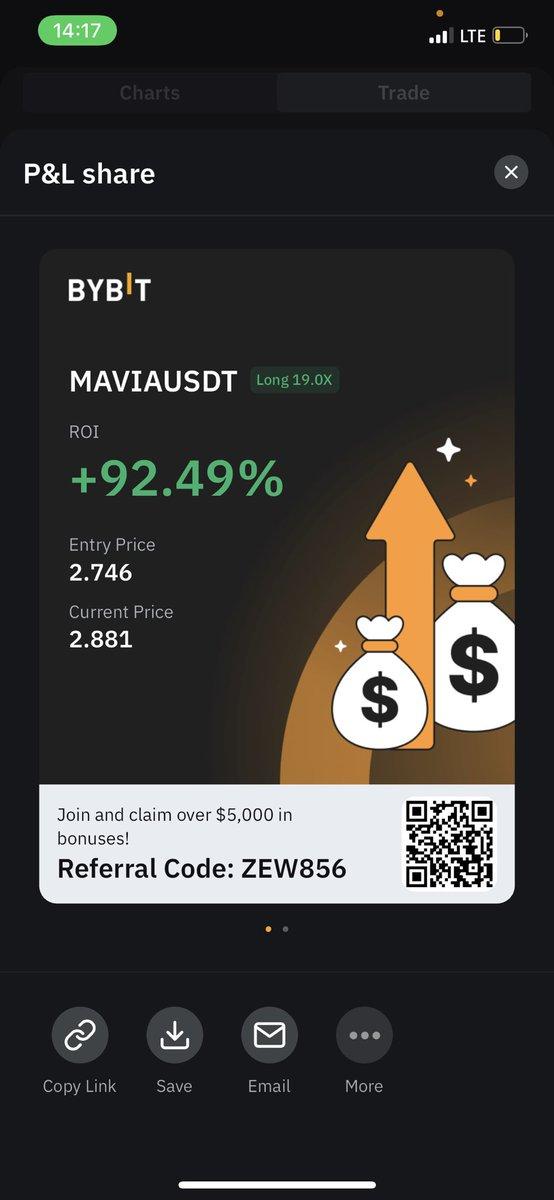 14:17
LTE
Charts
Trade
P&L share
BYBIT
MAVIAUSDT Long 19.0X
ROI
+92.49%
Entry Price
2.746
Current Price
2.881
$
$
Join and claim over $5,000 in
bonuses!
Referral Code: ZEW856
Copy Link
Save
Email
More